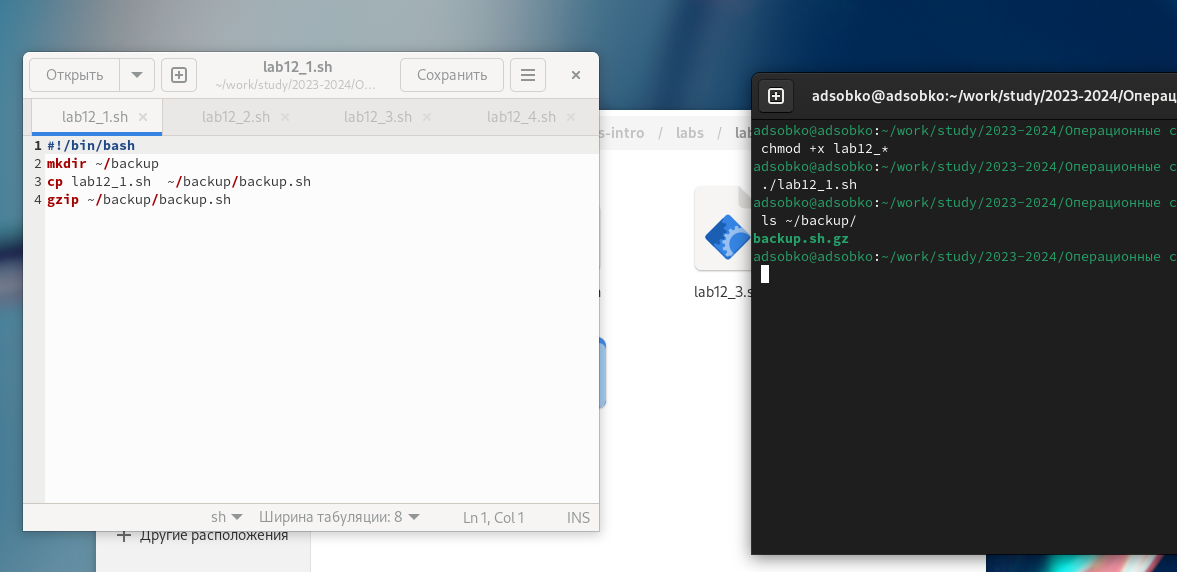 Открыть
lab12_1.sh
~/work/study/2023-2024/О…
Сохранить
lab12_1.sh
lab12_2.sh
lab12_3.sh
lab12_4.sh
1 #!/bin/bash
2 mkdir ~/backup
3 cp lab12_1.sh  ~/backup/backup.sh
4 gzip ~/backup/backup.sh
sh
Ширина табуляции: 8
Ln 1, Col 1
INS
s-intro / labs / lab
lab12_3.s
Другие расположения
adsobko@adsobko:~/work/study/2023-2024/Операц
adsobko@adsobko:~/work/study/2023-2024/Операционные с
chmod +x lab12_*
adsobko@adsobko:~/work/study/2023-2024/Операционные с
./lab12_1.sh
adsobko@adsobko:~/work/study/2023-2024/Операционные с
ls ~/backup/
backup.sh.gz
adsobko@adsobko:~/work/study/2023-2024/Операционные с